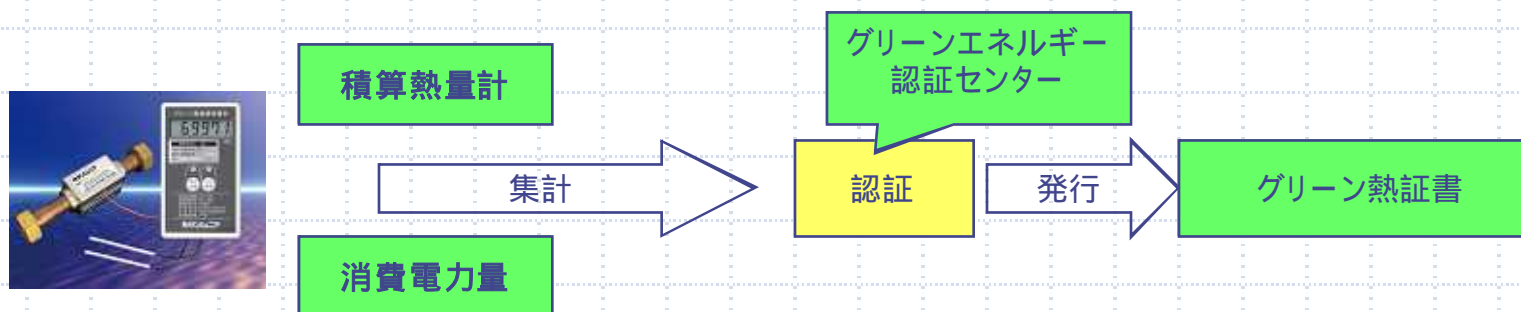 グリーンエネルギー
認証センター
積算熱量計
69971
集計
認証
発行
グリーン熱証書
消費電力量